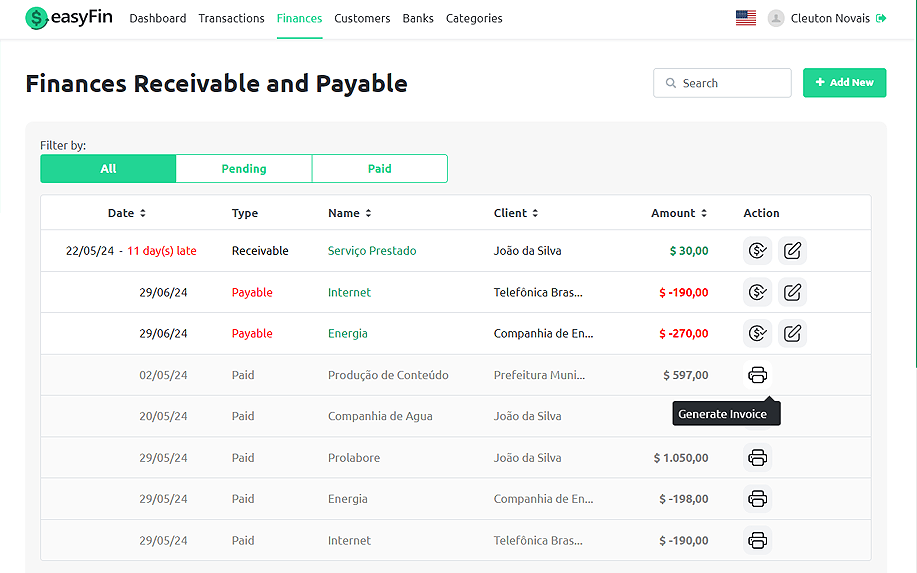 easyFin Dashboard Transactions Finances Customers Banks Categories Cleuton Novais
Finances Receivable and Payable Search + Add New
Filter by:
All Pending Paid
Date Type Name Client Amount Action
22/05/24 - 11 day(s) late Receivable Serviço Prestado João da Silva $ 30,00
29/06/24 Payable Internet Telefônica Bras... $ -190,00
29/06/24 Payable Energia Companhia de En... $ -270,00
02/05/24 Paid Produção de Conteúdo Prefeitura Muni... $ 597,00
20/05/24 Paid Companhia de Agua João da Silva
Generate Invoice
29/05/24 Paid Prolabore João da Silva $ 1.050,00
29/05/24 Paid Energia Companhia de En... $ -198,00
29/05/24 Paid Internet Telefônica Bras... $ -190,00